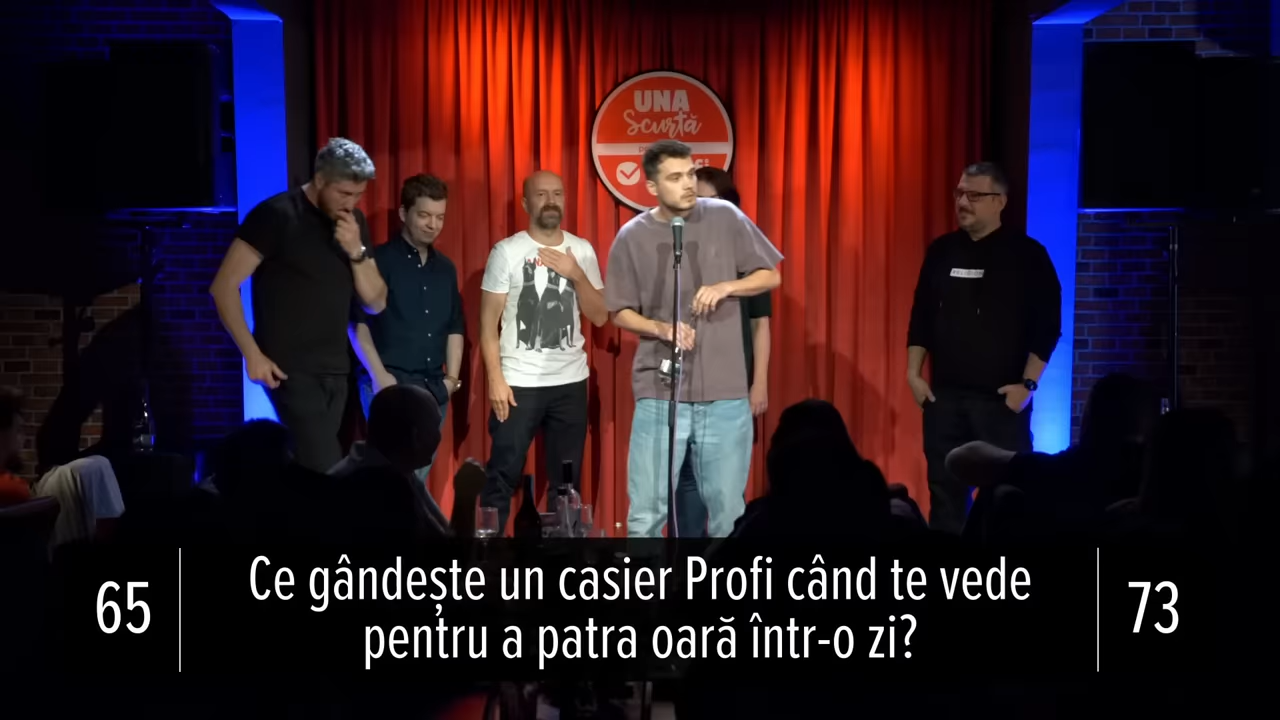 UNA
Scurtă
65
Ce gândește un casier Profi când te vede
pentru a patra oară într-o zi?
73